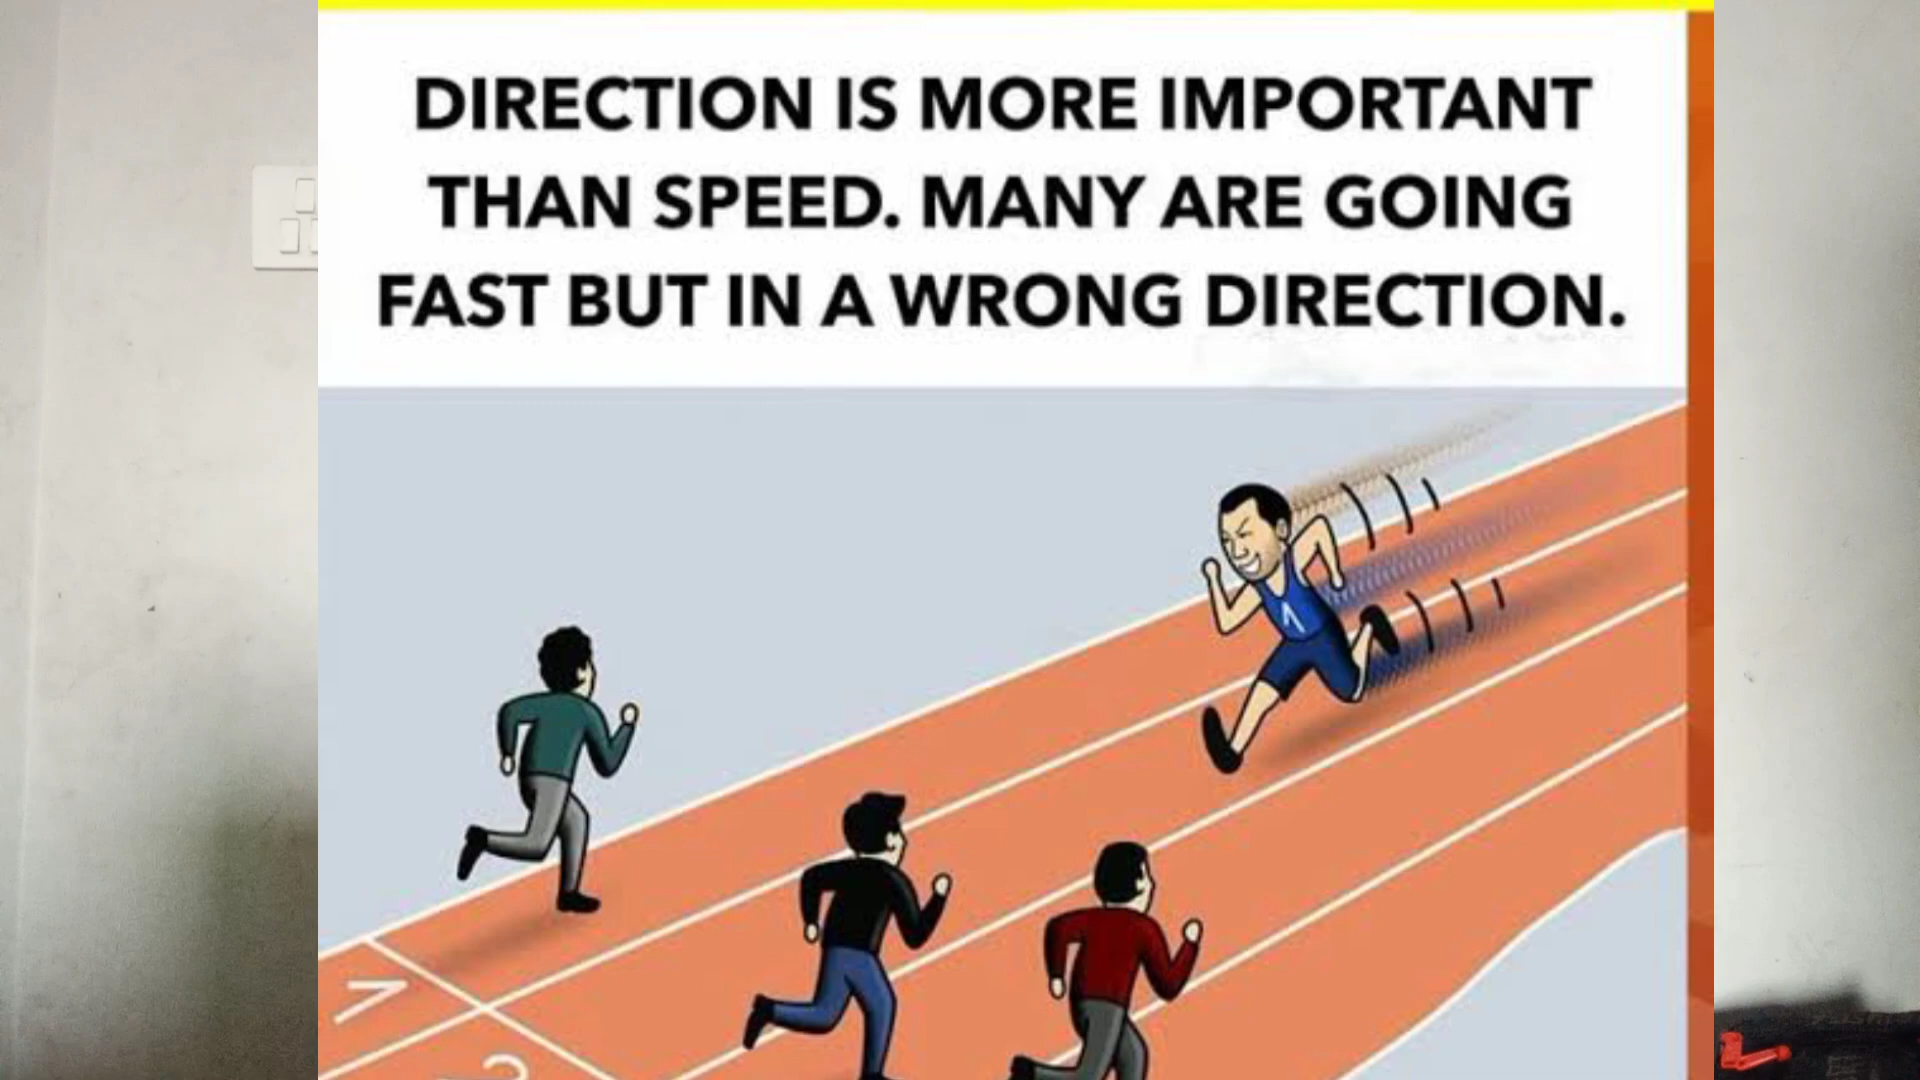 DIRECTION IS MORE IMPORTANT
THAN SPEED. MANY ARE GOING
FAST BUT IN A WRONG DIRECTION.